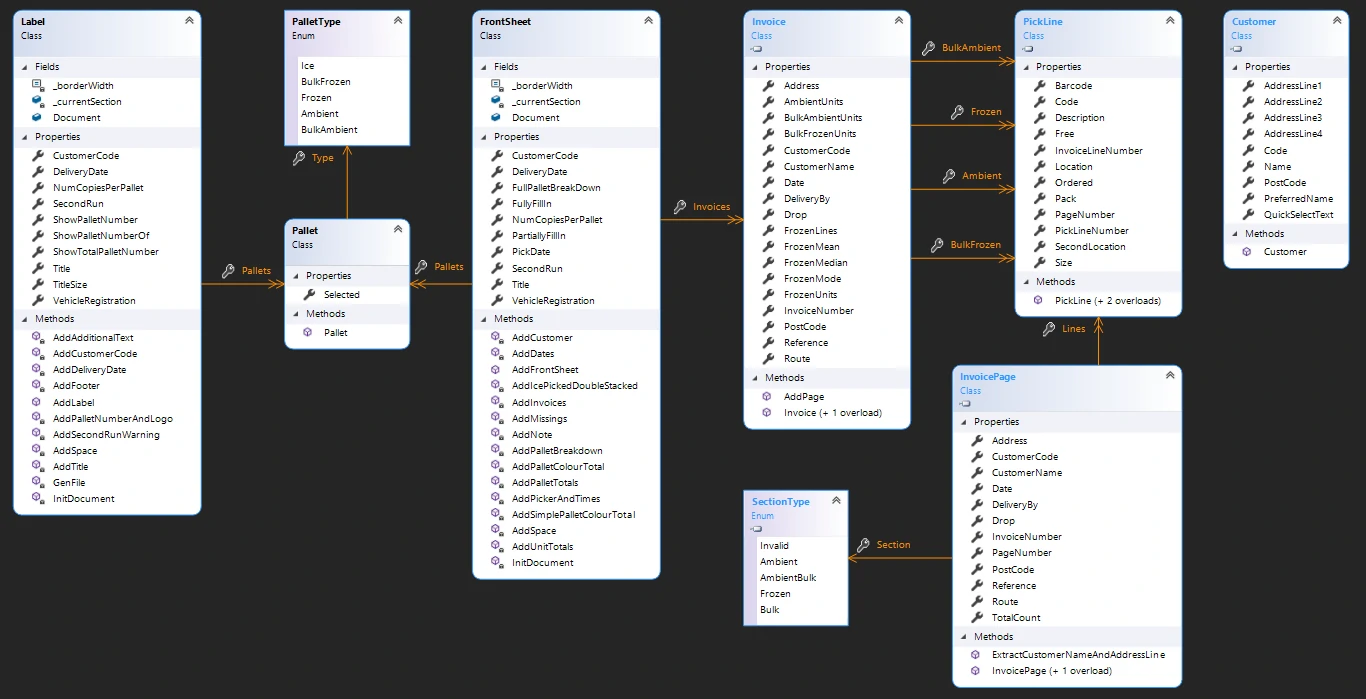 Label
Class
Fields
_borderWidth
_currentSection
Document
Properties
CustomerCode
DeliveryDate
NumCopiesPerPallet
SecondRun
ShowPalletNumber
ShowPalletNumberOf
ShowTotalPalletNumber
Title
TitleSize
VehicleRegistration
Methods
AddAdditionalText
AddCustomerCode
AddDeliveryDate
AddFooter
AddLabel
AddPalletNumberAndLogo
AddSecondRunWarning
AddSpace
AddTitle
GenFile
InitDocument
Pallets
PalletType
Enum
Ice
BulkFrozen
Frozen
Ambient
BulkAmbient
Type
Pallet
Class
Properties
Selected
Methods
Pallet
Pallets
FrontSheet
Class
Fields
_borderWidth
_currentSection
Document
Properties
CustomerCode
DeliveryDate
FullPalletBreakDown
FullyFillIn
NumCopiesPerPallet
PartiallyFillIn
PickDate
SecondRun
Title
VehicleRegistration
Methods
AddCustomer
AddDates
AddFrontSheet
AddIcePickedDoubleStacked
AddInvoices
AddMissings
AddNote
AddPalletBreakdown
AddPalletColourTotal
AddPalletTotals
AddPickerAndTimes
AddSimplePalletColourTotal
AddSpace
AddUnitTotals
InitDocument
Invoices
Invoice
Class
Properties
Address
AmbientUnits
BulkAmbientUnits
BulkFrozenUnits
CustomerCode
CustomerName
Date
DeliveryBy
Drop
FrozenLines
FrozenMean
FrozenMedian
FrozenMode
FrozenUnits
InvoiceNumber
PostCode
Reference
Route
Methods
AddPage
Invoice (+ 1 overload)
BulkAmbient
Frozen
Ambient
BulkFrozen
PickLine
Class
Properties
Barcode
Code
Description
Free
InvoiceLineNumber
Location
Ordered
Pack
PageNumber
PickLineNumber
SecondLocation
Size
Methods
PickLine (+ 2 overloads)
Lines
Customer
Class
Properties
AddressLine1
AddressLine2
AddressLine3
AddressLine4
Code
Name
PostCode
PreferredName
QuickSelectText
Methods
Customer
SectionType
Enum
Invalid
Ambient
AmbientBulk
Frozen
Bulk
Section
InvoicePage
Class
Properties
Address
CustomerCode
CustomerName
Date
DeliveryBy
Drop
InvoiceNumber
PageNumber
PostCode
Reference
Route
TotalCount
Methods
ExtractCustomerNameAndAddressLine
InvoicePage (+ 1 overload)